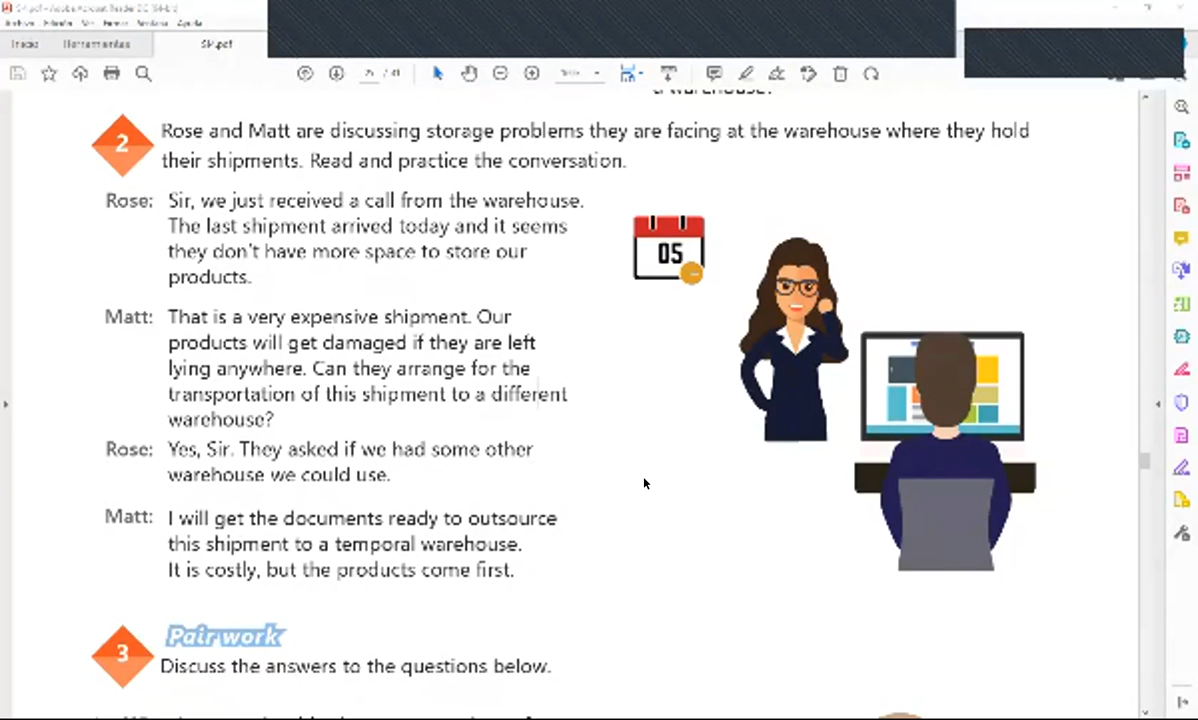 Inicio
Herramientas
SM.pdf
a warehouse?
2
Rose and Matt are discussing storage problems they are facing at the warehouse where they hold
their shipments. Read and practice the conversation.
Rose: Sir, we just received a call from the warehouse.
The last shipment arrived today and it seems
they don't have more space to store our
products.
05
Matt: That is a very expensive shipment. Our
products will get damaged if they are left
lying anywhere. Can they arrange for the
transportation of this shipment to a different
warehouse?
Rose: Yes, Sir. They asked if we had some other
warehouse we could use.
Matt: I will get the documents ready to outsource
this shipment to a temporal warehouse.
It is costly, but the products come first.
3
Pair work
Discuss the answers to the questions below.